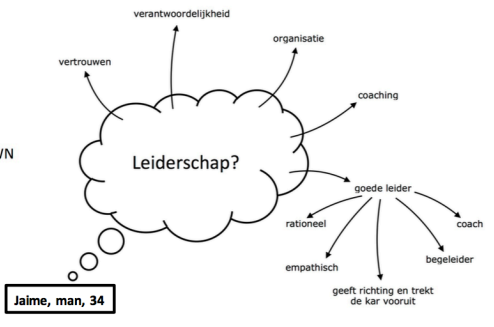 verantwoordelijkheid
organisatie
vertrouwen
coaching
Leiderschap?
goede leider
rationeel
coach
empathisch
begeleider
geeft richting en trekt
de kar vooruit
Jaime, man, 34